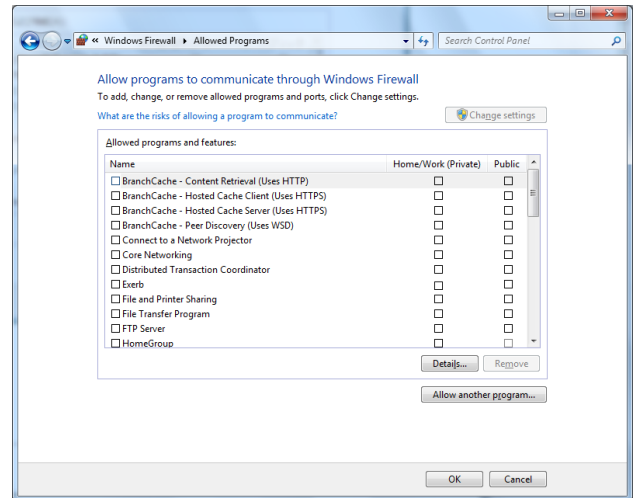 « Windows Firewall ▸ Allowed Programs
Search Control Panel
Allow programs to communicate through Windows Firewall
To add, change, or remove allowed programs and ports, click Change settings.
What are the risks of allowing a program to communicate?
Change settings
Allowed programs and features:
Name Home/Work (Private) Public
BranchCache - Content Retrieval (Uses HTTP)
BranchCache - Hosted Cache Client (Uses HTTPS)
BranchCache - Hosted Cache Server (Uses HTTPS)
BranchCache - Peer Discovery (Uses WSD)
Connect to a Network Projector
Core Networking
Distributed Transaction Coordinator
Exerb
File and Printer Sharing
File Transfer Program
FTP Server
HomeGroup
Details... Remove
Allow another program...
OK Cancel